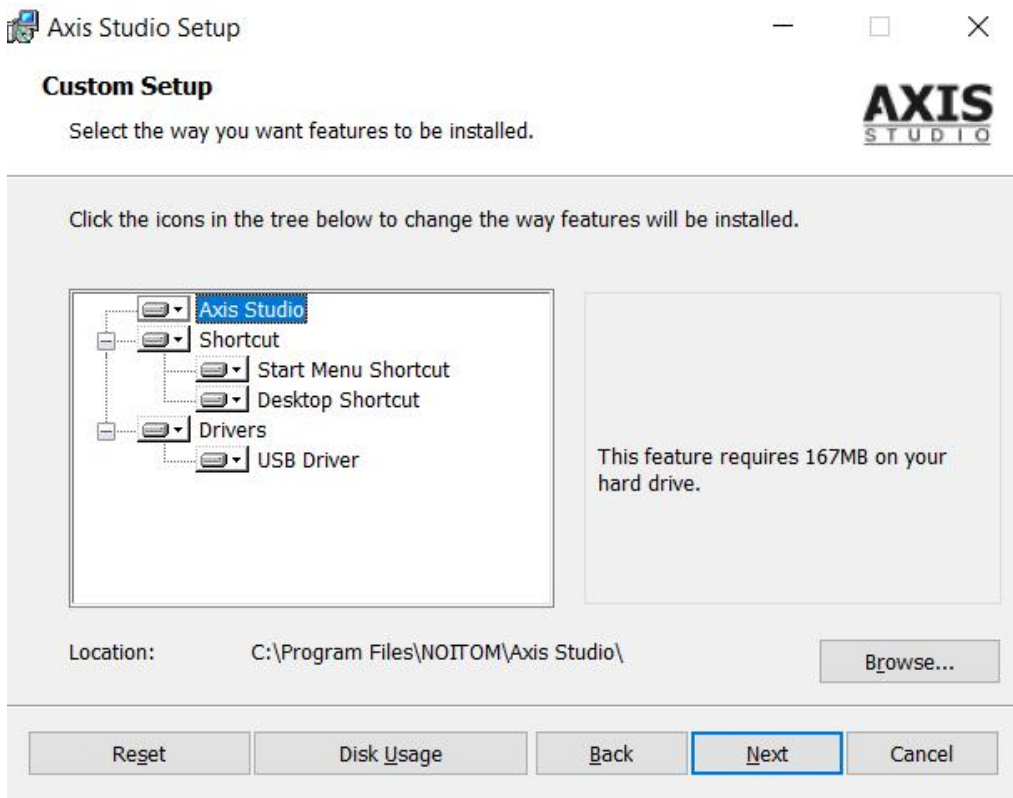 Axis Studio Setup
Custom Setup
Select the way you want features to be installed.
AXIS
STUDIO
Click the icons in the tree below to change the way features will be installed.
Axis Studio
Shortcut
Start Menu Shortcut
Desktop Shortcut
Drivers
USB Driver
This feature requires 167MB on your
hard drive.
Location: C:\Program Files\NOITOM\Axis Studio\
Browse...
Reset Disk Usage Back Next Cancel